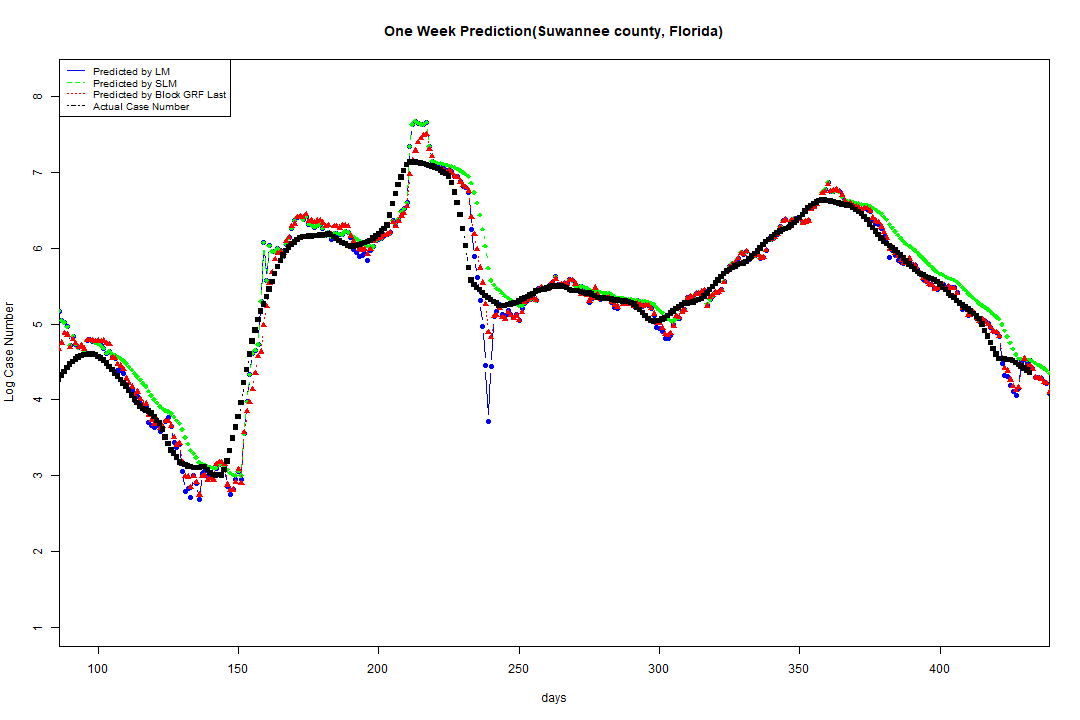 One Week Prediction(Suwannee county, Florida)
Predicted by LM
Predicted by SLM
Predicted by Block GRF Last
Actual Case Number
8
7
6
5
4
3
2
1
Log Case Number
100 150 200 250 300 350 400
days